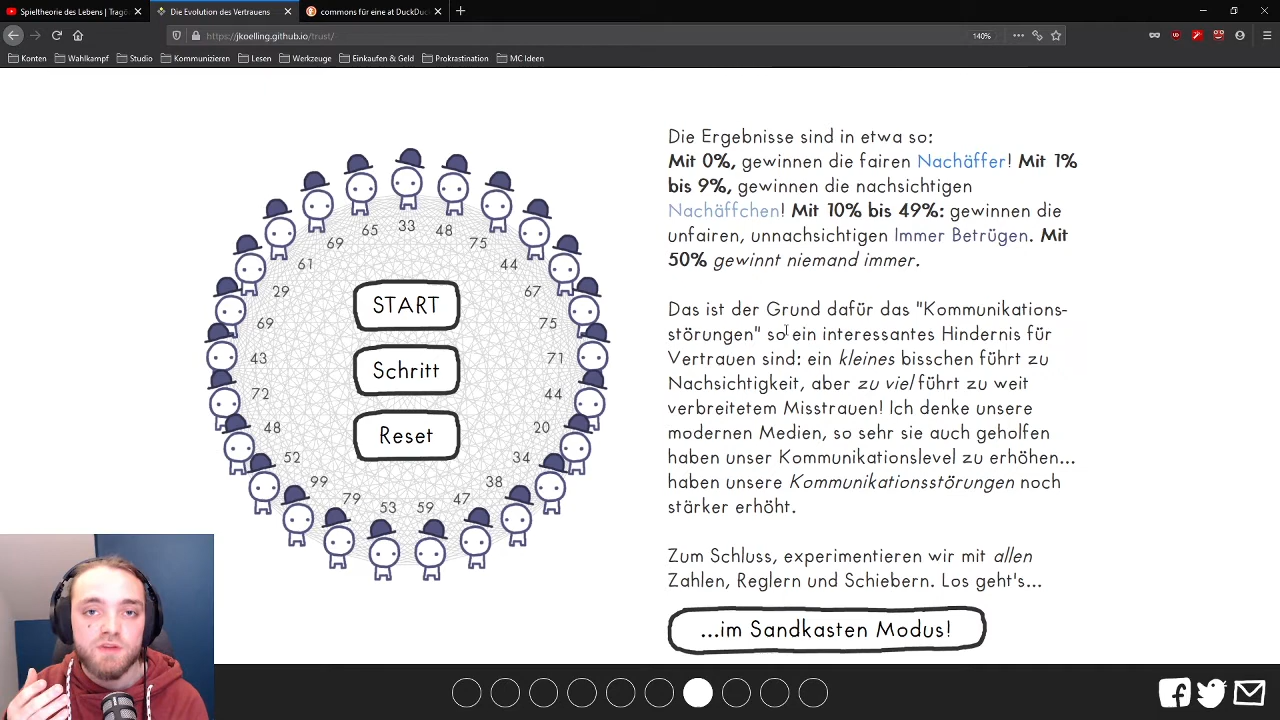 Spieltheorie des Lebens | Tragö
Die Evolution des Vertrauens
commons für eine at DuckDuck
https://jkoelling.github.io/trust/
140%
Konten
Wahlkampf
Studio
Kommunizieren
Lesen
Werkzeuge
Einkaufen & Geld
Prokrastination
MC Ideen
69
65
33
48
75
61
44
29
67
69
75
43
71
72
44
48
20
52
34
99
38
79
47
53
59
START
Schritt
Reset
Die Ergebnisse sind in etwa so:
Mit 0%, gewinnen die fairen Nachäffer! Mit 1%
bis 9%, gewinnen die nachsichtigen
Nachäffchen! Mit 10% bis 49%: gewinnen die
unfairen, unnachsichtigen Immer Betrügen. Mit
50% gewinnt niemand immer.
Das ist der Grund dafür das "Kommunikations-
störungen" so ein interessantes Hindernis für
Vertrauen sind: ein kleines bisschen führt zu
Nachsichtigkeit, aber zu viel führt zu weit
verbreitetem Misstrauen! Ich denke unsere
modernen Medien, so sehr sie auch geholfen
haben unser Kommunikationslevel zu erhöhen...
haben unsere Kommunikationsstörungen noch
stärker erhöht.
Zum Schluss, experimentieren wir mit allen
Zahlen, Reglern und Schiebern. Los geht's...
...im Sandkasten Modus!